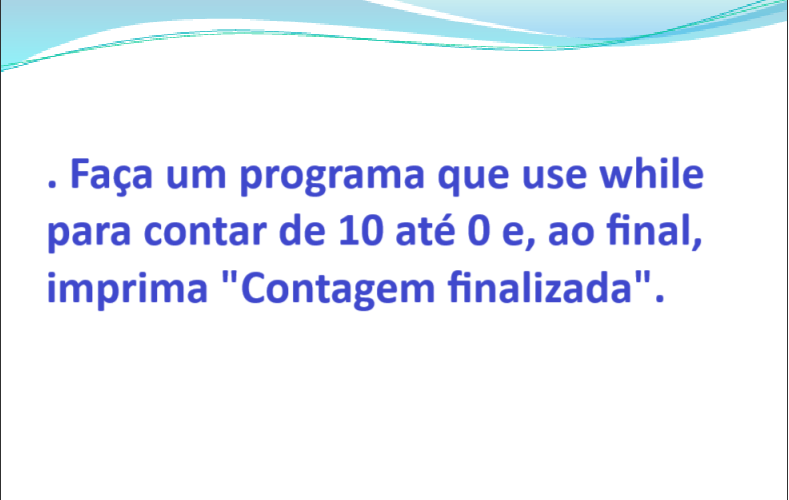 . Faça um programa que use while
para contar de 10 até 0 e, ao final,
imprima "Contagem finalizada".